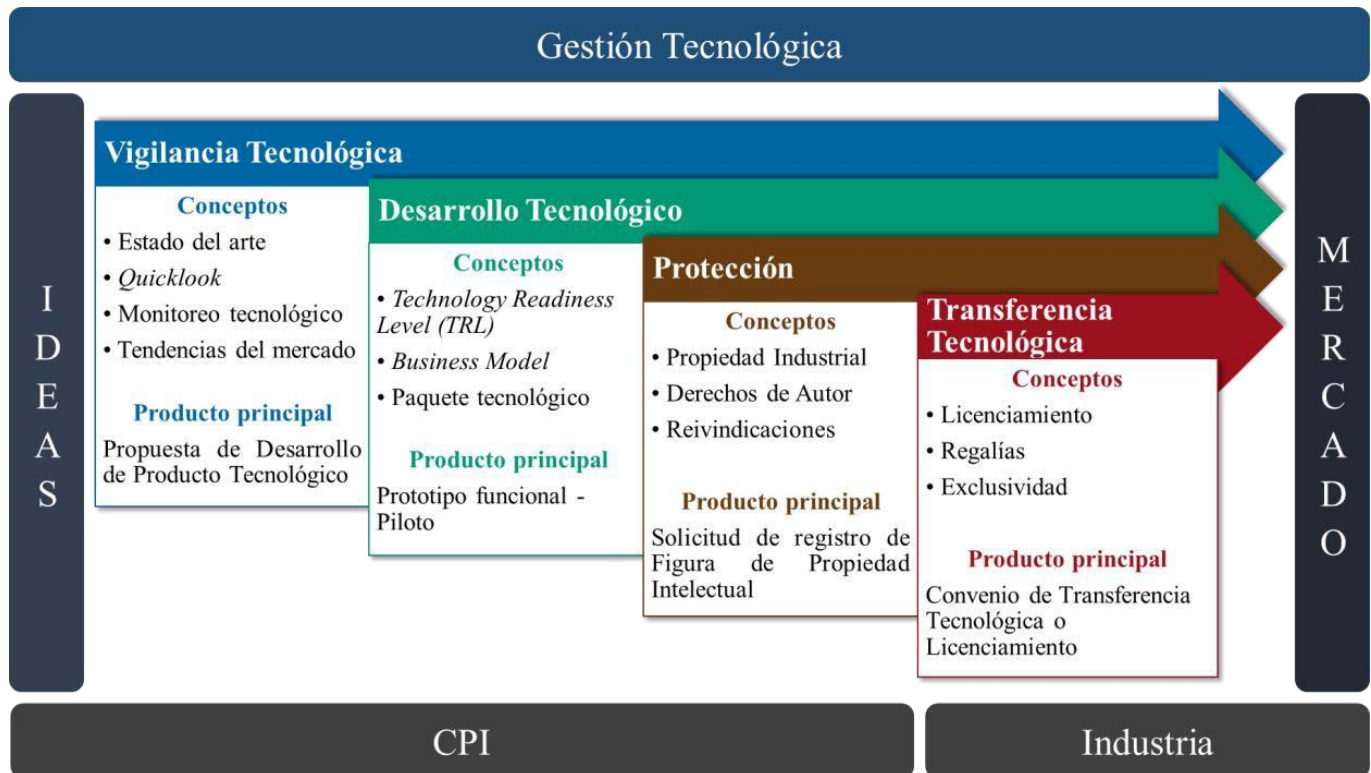 Gestión Tecnológica
IDEAS
Vigilancia Tecnológica
Conceptos
• Estado del arte
• Quicklook
• Monitoreo tecnológico
• Tendencias del mercado
Producto principal
Propuesta de Desarrollo
de Producto Tecnológico
Desarrollo Tecnológico
Conceptos
• Technology Readiness
Level (TRL)
• Business Model
• Paquete tecnológico
Producto principal
Prototipo funcional -
Piloto
Protección
Conceptos
• Propiedad Industrial
• Derechos de Autor
• Reivindicaciones
Producto principal
Solicitud de registro de
Figura de Propiedad
Intelectual
Transferencia
Tecnológica
Conceptos
• Licenciamiento
• Regalías
• Exclusividad
Producto principal
Convenio de Transferencia
Tecnológica o
Licenciamiento
MERCADO
CPI
Industria